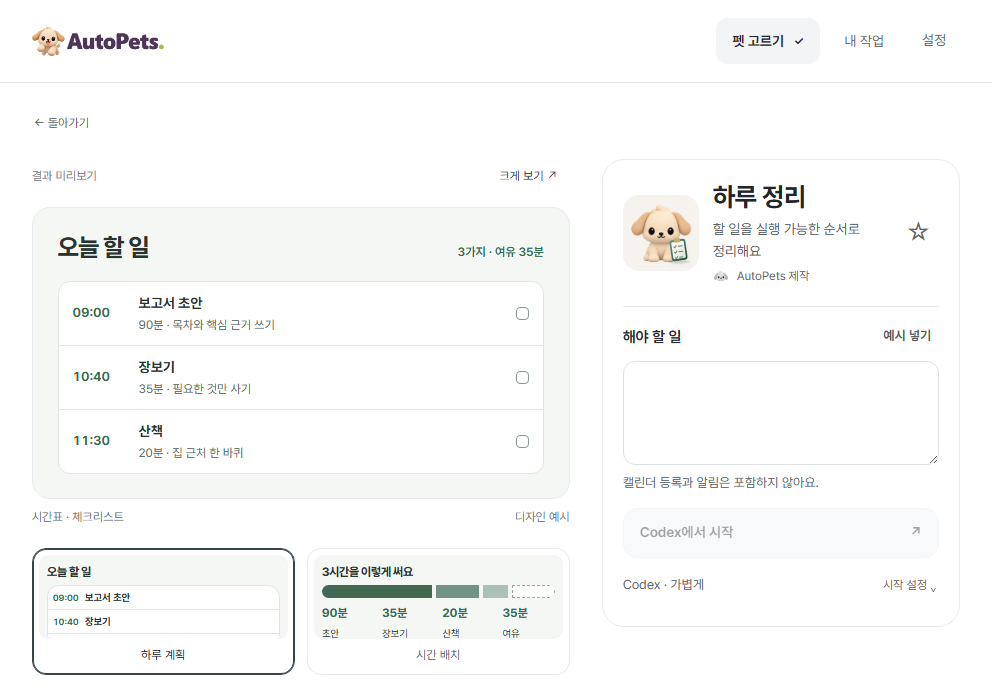 AutoPets.
펫 고르기
내 작업
설정
← 돌아가기
결과 미리보기
크게 보기 ↗
오늘 할 일
3가지 · 여유 35분
09:00
보고서 초안
90분 · 목차와 핵심 근거 쓰기
10:40
장보기
35분 · 필요한 것만 사기
11:30
산책
20분 · 집 근처 한 바퀴
시간표 · 체크리스트
디자인 예시
오늘 할 일
09:00 보고서 초안
10:40 장보기
하루 계획
3시간을 이렇게 써요
90분 35분 20분 35분
초안 장보기 산책 여유
시간 배치
하루 정리
할 일을 실행 가능한 순서로
정리해요
AutoPets 제작
해야 할 일
예시 넣기
캘린더 등록과 알림은 포함하지 않아요.
Codex에서 시작 ↗
Codex · 가볍게
시작 설정